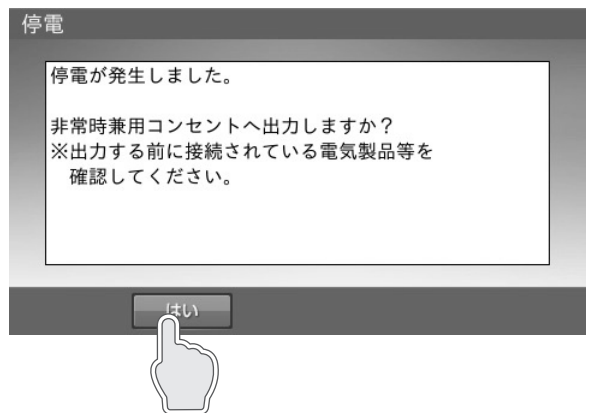 停電
停電が発生しました。
非常時兼用コンセントへ出力しますか？
※出力する前に接続されている電気製品等を
確認してください。
はい